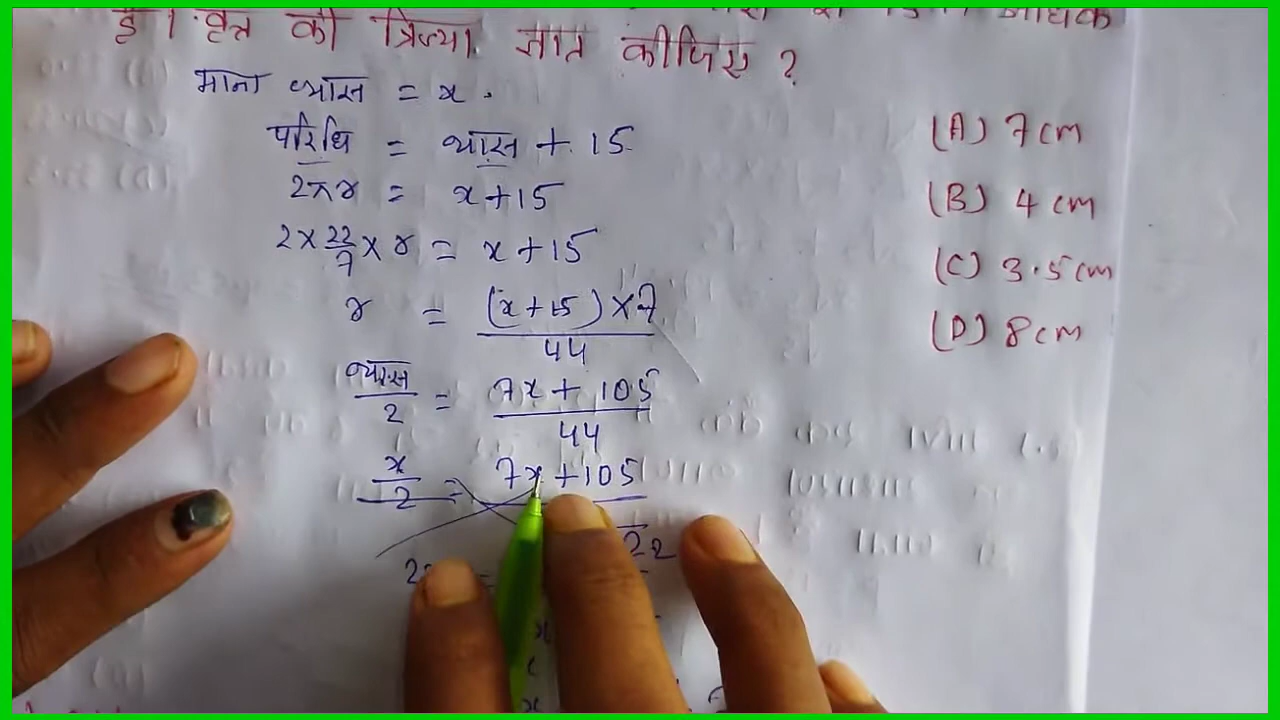 है। वृत्त की त्रिज्या ज्ञात कीजिए ?
माना व्यास = x .
परिधि = व्यास + 15
2πr = x+15
2 × 22/7 × r = x +15
r = (x+15) × 7 / 44
व्यास/2 = 7x + 105 / 44
x/2 = 7x +105
22
(A) 7 cm
(B) 4 cm
(C) 3.5 cm
(D) 8 cm